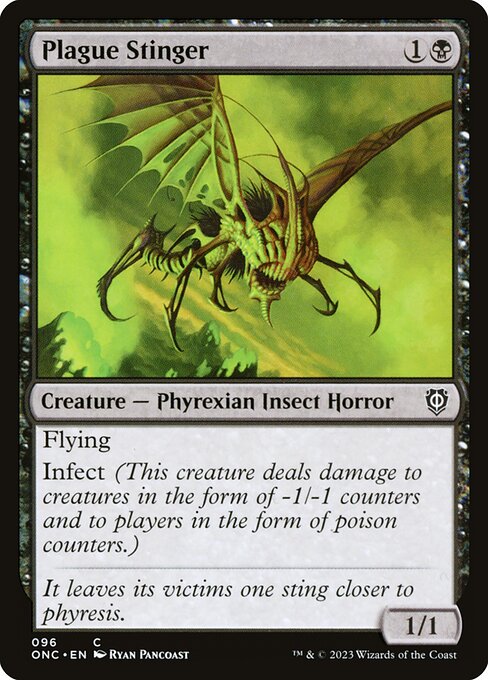 Plague Stinger 1
Creature — Phyrexian Insect Horror
Flying
Infect (This creature deals damage to
creatures in the form of -1/-1 counters
and to players in the form of poison
counters.)
It leaves its victims one sting closer to
phyresis.
1/1
096 C
ONC • EN Ryan Pancoast
™ & © 2023 Wizards of the Coast